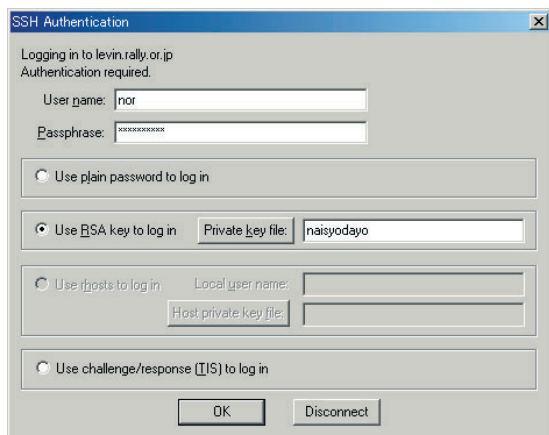 SSH Authentication
Logging in to levin.rally.or.jp
Authentication required.
User name: nor
Passphrase: **********
Use plain password to log in
Use RSA key to log in Private key file: naisyodayo
Use rhosts to log in Local user name:
Host private key file:
Use challenge/response (TIS) to log in
OK Disconnect